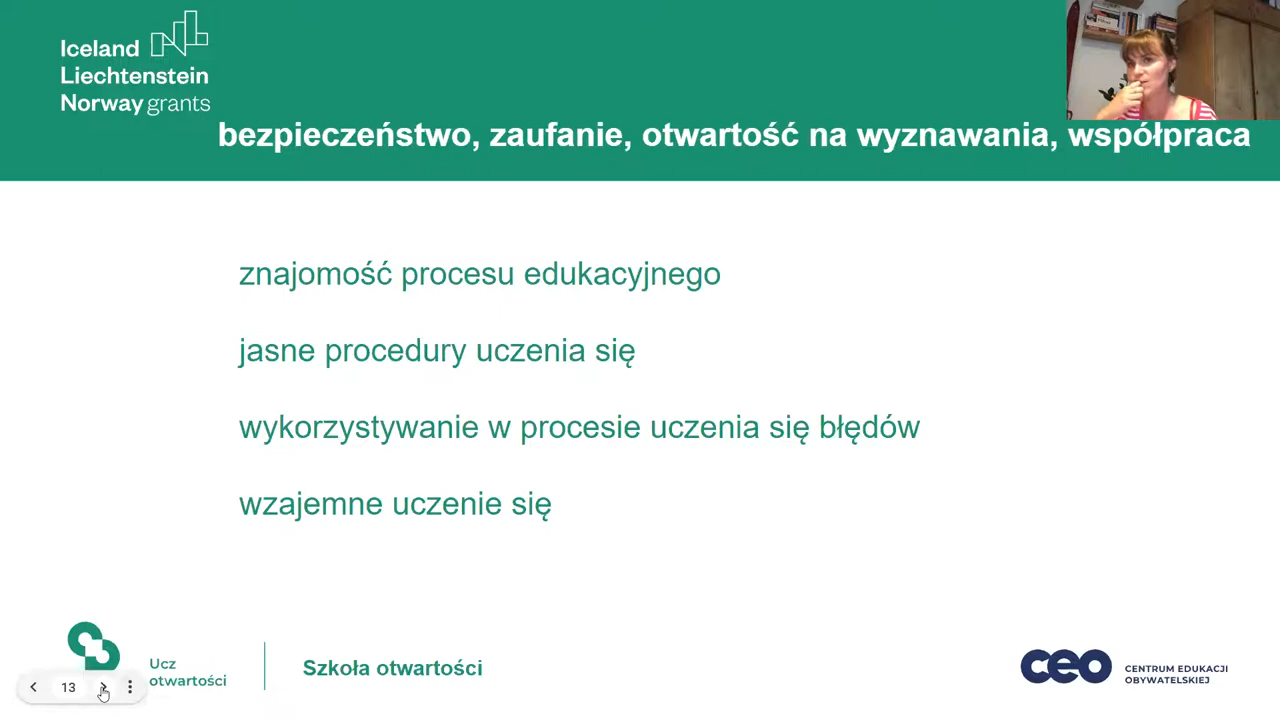 Iceland
Liechtenstein
Norway grants
bezpieczeństwo, zaufanie, otwartość na wyznawania, współpraca
znajomość procesu edukacyjnego
jasne procedury uczenia się
wykorzystywanie w procesie uczenia się błędów
wzajemne uczenie się
Ucz
otwartości
Szkoła otwartości
13
ceo
CENTRUM EDUKACJI
OBYWATELSKIEJ